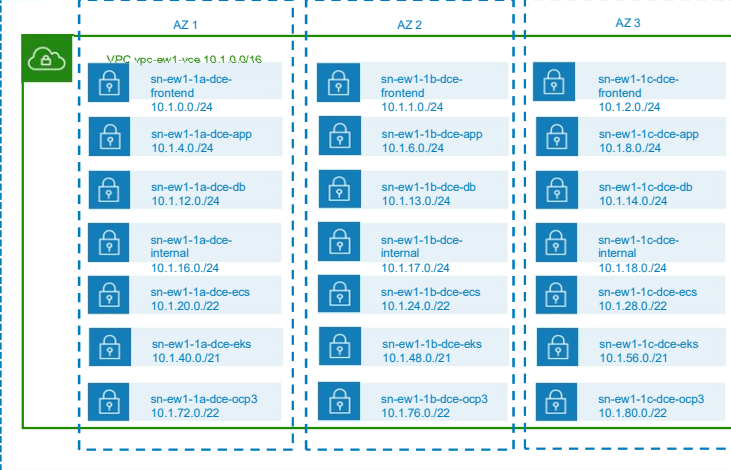 AZ 1
AZ 2
AZ 3
VPC vpc-ew1-vce 10.1.0.0/16
sn-ew1-1a-dce-
frontend
10.1.0.0./24
sn-ew1-1b-dce-
frontend
10.1.1.0./24
sn-ew1-1c-dce-
frontend
10.1.2.0./24
sn-ew1-1a-dce-app
10.1.4.0./24
sn-ew1-1b-dce-app
10.1.6.0./24
sn-ew1-1c-dce-app
10.1.8.0./24
sn-ew1-1a-dce-db
10.1.12.0./24
sn-ew1-1b-dce-db
10.1.13.0./24
sn-ew1-1c-dce-db
10.1.14.0./24
sn-ew1-1a-dce-
internal
10.1.16.0./24
sn-ew1-1b-dce-
internal
10.1.17.0./24
sn-ew1-1c-dce-
internal
10.1.18.0./24
sn-ew1-1a-dce-ecs
10.1.20.0./22
sn-ew1-1b-dce-ecs
10.1.24.0./22
sn-ew1-1c-dce-ecs
10.1.28.0./22
sn-ew1-1a-dce-eks
10.1.40.0./21
sn-ew1-1b-dce-eks
10.1.48.0./21
sn-ew1-1c-dce-eks
10.1.56.0./21
sn-ew1-1a-dce-ocp3
10.1.72.0./22
sn-ew1-1b-dce-ocp3
10.1.76.0./22
sn-ew1-1c-dce-ocp3
10.1.80.0./22